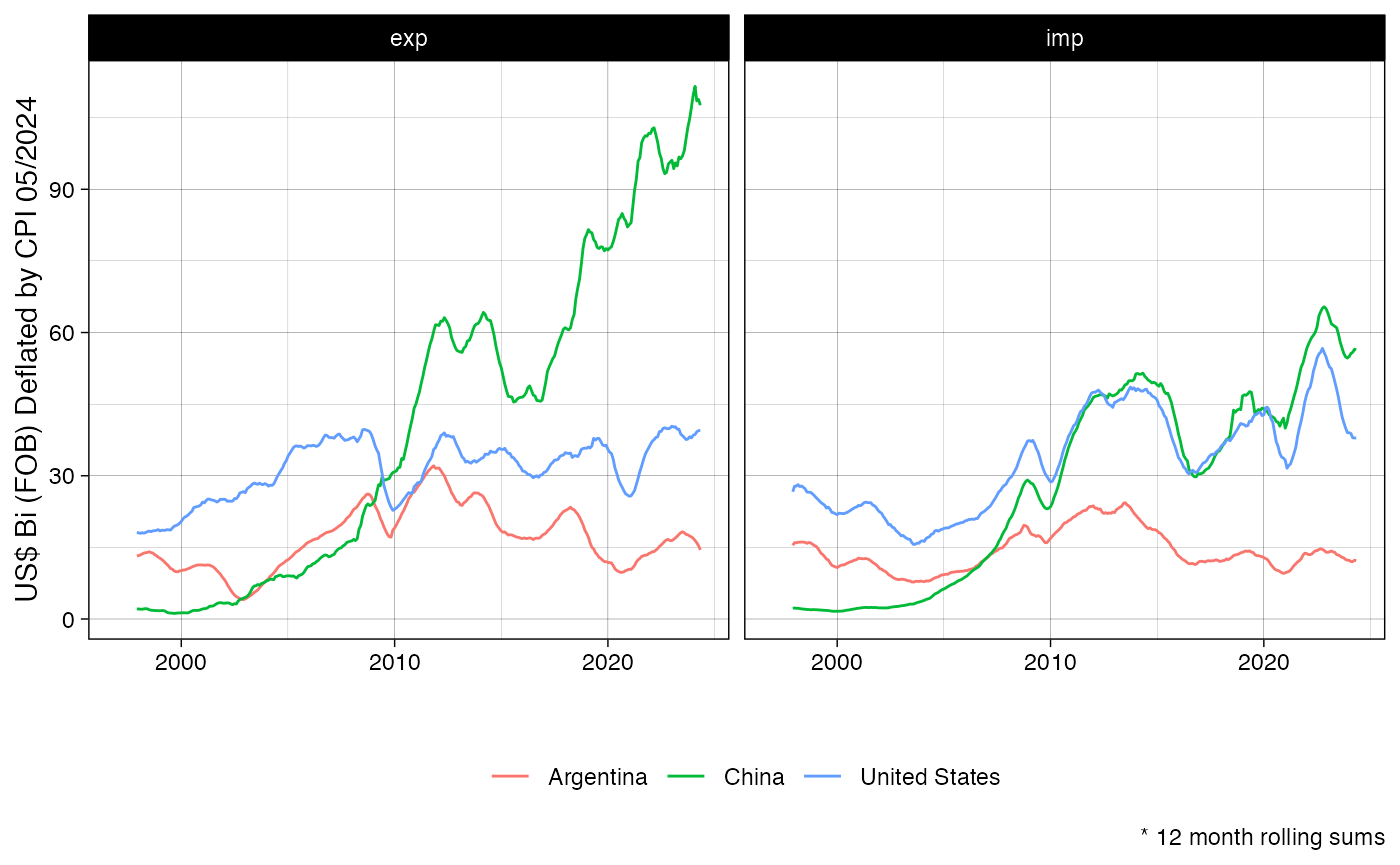 exp
imp
US$ Bi (FOB) Deflated by CPI 05/2024
90
60
30
0
2000 2010 2020
2000 2010 2020
Argentina China United States
* 12 month rolling sums